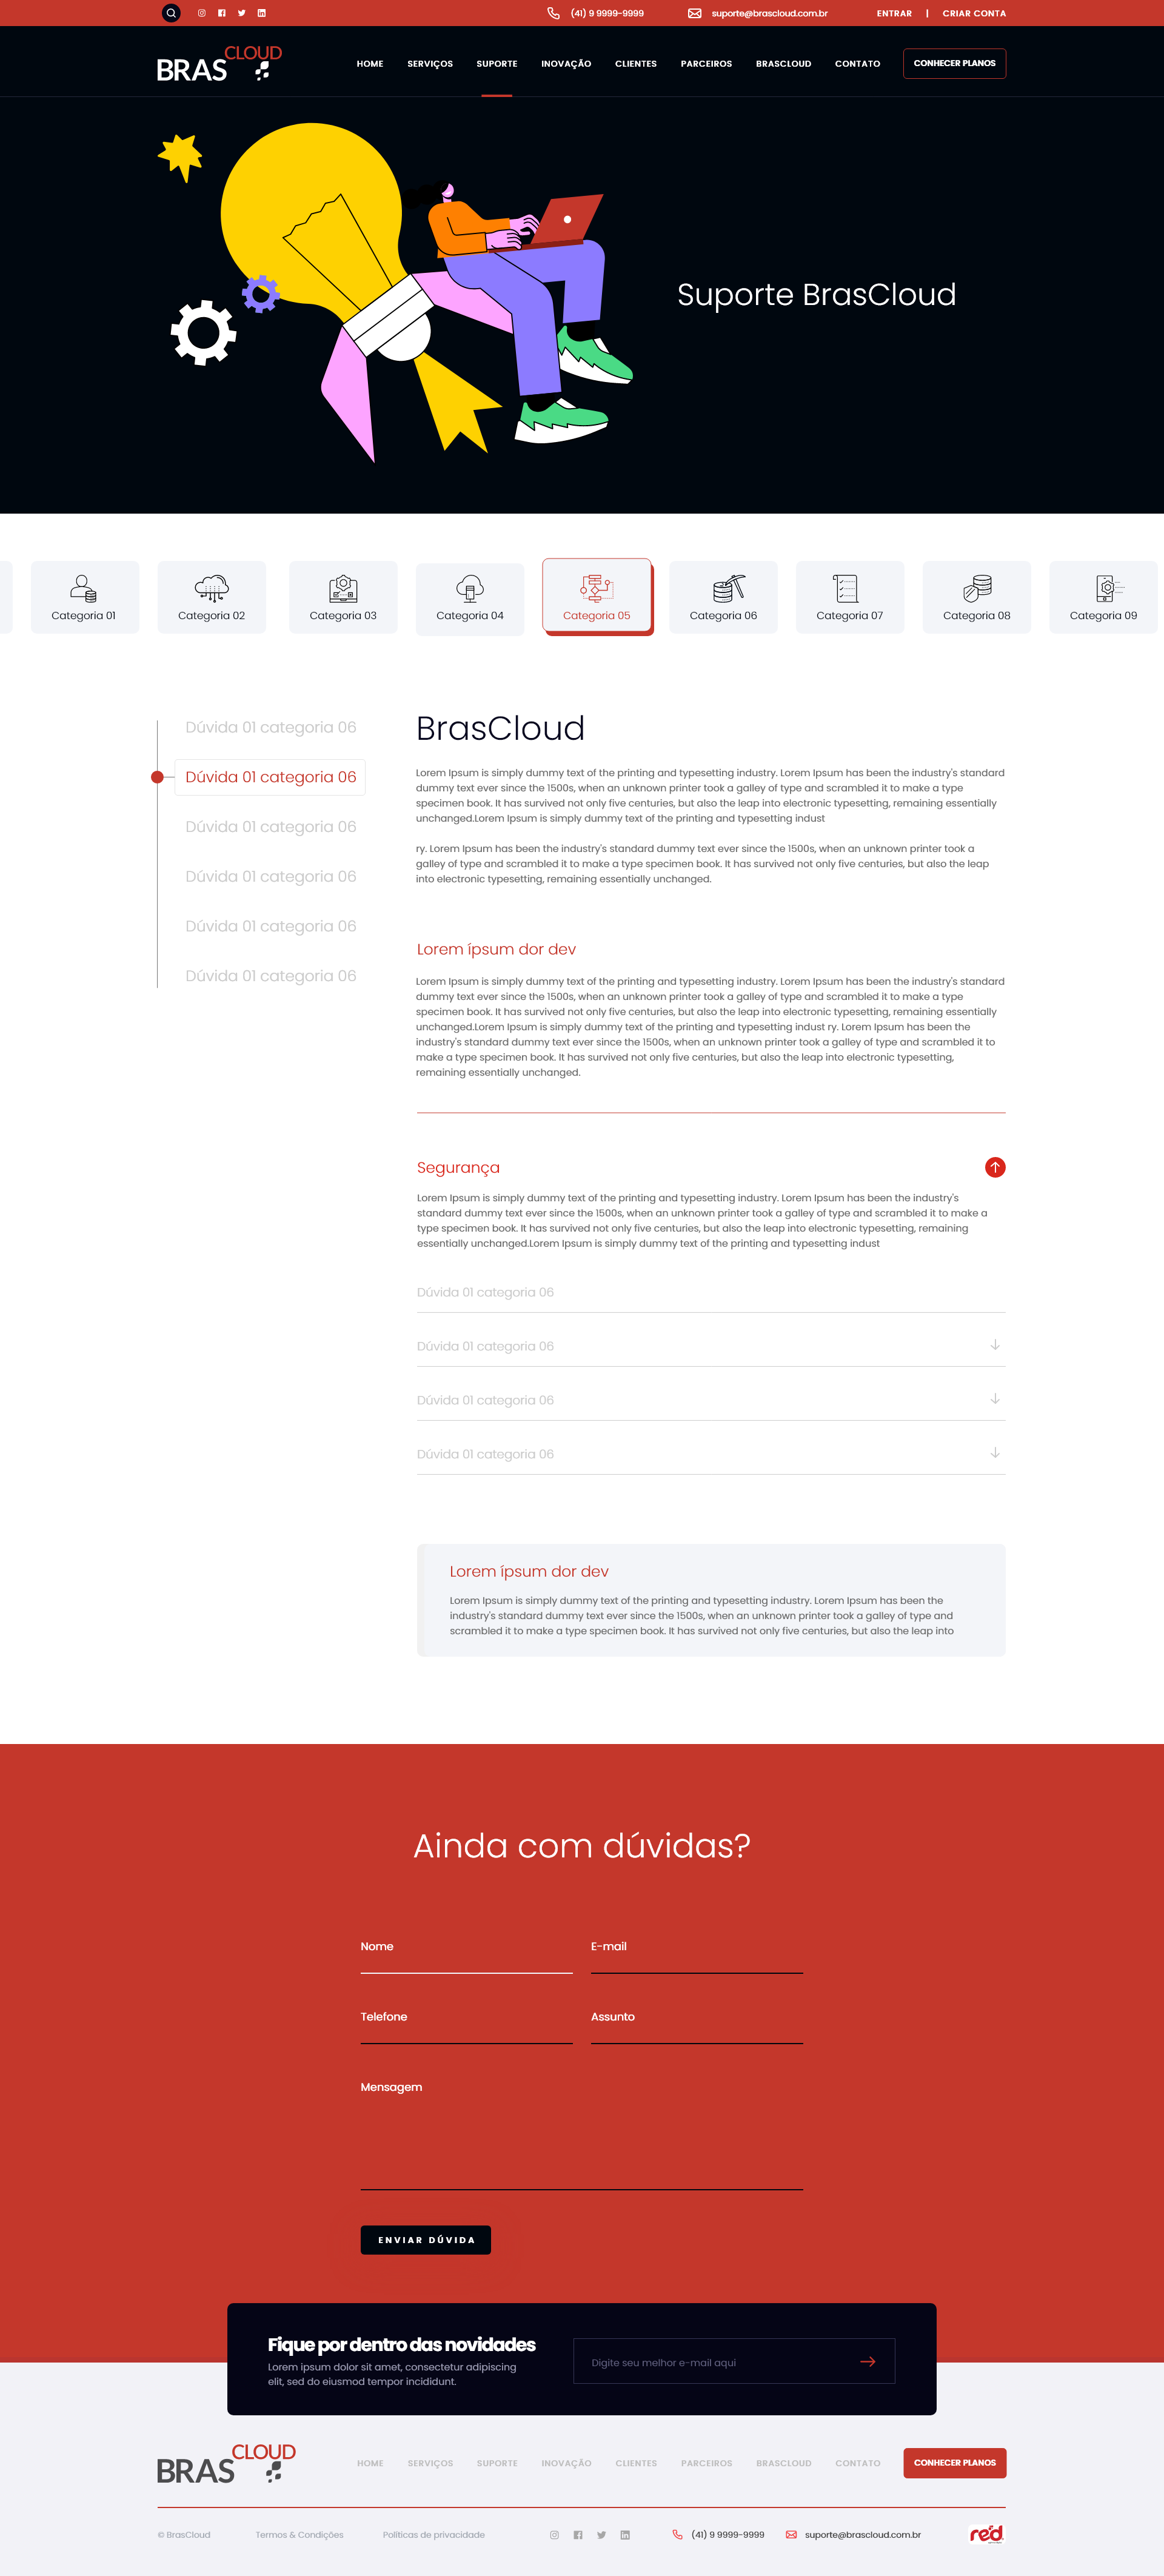 (41) 9 9999-9999
suporte@brascloud.com.br
ENTRAR | CRIAR CONTA
BRAS CLOUD
HOME SERVIÇOS SUPORTE INOVAÇÃO CLIENTES PARCEIROS BRASCLOUD CONTATO CONHECER PLANOS
Suporte BrasCloud
Categoria 01 Categoria 02 Categoria 03 Categoria 04 Categoria 05 Categoria 06 Categoria 07 Categoria 08 Categoria 09
Dúvida 01 categoria 06
Dúvida 01 categoria 06
Dúvida 01 categoria 06
Dúvida 01 categoria 06
Dúvida 01 categoria 06
Dúvida 01 categoria 06
BrasCloud
Lorem Ipsum is simply dummy text of the printing and typesetting industry. Lorem Ipsum has been the industry's standard
dummy text ever since the 1500s, when an unknown printer took a galley of type and scrambled it to make a type
specimen book. It has survived not only five centuries, but also the leap into electronic typesetting, remaining essentially
unchanged.Lorem Ipsum is simply dummy text of the printing and typesetting indust
ry. Lorem Ipsum has been the industry's standard dummy text ever since the 1500s, when an unknown printer took a
galley of type and scrambled it to make a type specimen book. It has survived not only five centuries, but also the leap
into electronic typesetting, remaining essentially unchanged.
Lorem ípsum dor dev
Lorem Ipsum is simply dummy text of the printing and typesetting industry. Lorem Ipsum has been the industry's standard
dummy text ever since the 1500s, when an unknown printer took a galley of type and scrambled it to make a type
specimen book. It has survived not only five centuries, but also the leap into electronic typesetting, remaining essentially
unchanged.Lorem Ipsum is simply dummy text of the printing and typesetting indust ry. Lorem Ipsum has been the
industry's standard dummy text ever since the 1500s, when an unknown printer took a galley of type and scrambled it to
make a type specimen book. It has survived not only five centuries, but also the leap into electronic typesetting,
remaining essentially unchanged.
Segurança
Lorem Ipsum is simply dummy text of the printing and typesetting industry. Lorem Ipsum has been the industry's
standard dummy text ever since the 1500s, when an unknown printer took a galley of type and scrambled it to make a
type specimen book. It has survived not only five centuries, but also the leap into electronic typesetting, remaining
essentially unchanged.Lorem Ipsum is simply dummy text of the printing and typesetting indust
Dúvida 01 categoria 06
Dúvida 01 categoria 06
Dúvida 01 categoria 06
Dúvida 01 categoria 06
Lorem ípsum dor dev
Lorem Ipsum is simply dummy text of the printing and typesetting industry. Lorem Ipsum has been the
industry's standard dummy text ever since the 1500s, when an unknown printer took a galley of type and
scrambled it to make a type specimen book. It has survived not only five centuries, but also the leap into
Ainda com dúvidas?
Nome E-mail
Telefone Assunto
Mensagem
ENVIAR DÚVIDA
Fique por dentro das novidades
Lorem ipsum dolor sit amet, consectetur adipiscing
elit, sed do eiusmod tempor incididunt.
Digite seu melhor e-mail aqui
BRAS CLOUD
HOME SERVIÇOS SUPORTE INOVAÇÃO CLIENTES PARCEIROS BRASCLOUD CONTATO CONHECER PLANOS
© BrasCloud Termos & Condições Políticas de privacidade (41) 9 9999-9999 suporte@brascloud.com.br red